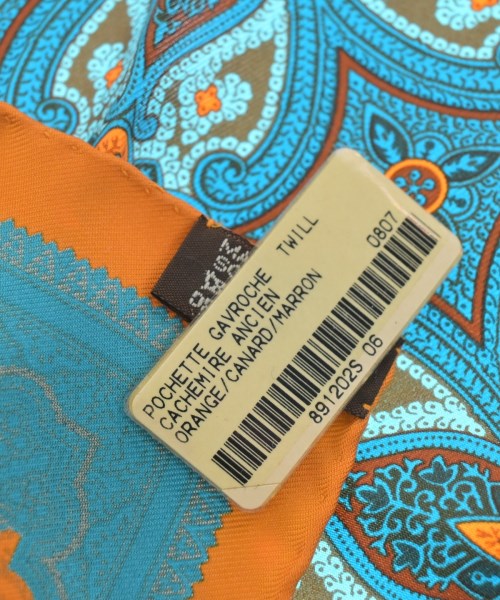 POCHETTE GAVROCHE TWILL
CACHEMIRE ANCIEN 0807
ORANGE/CANARD/MARRON
891202S 06